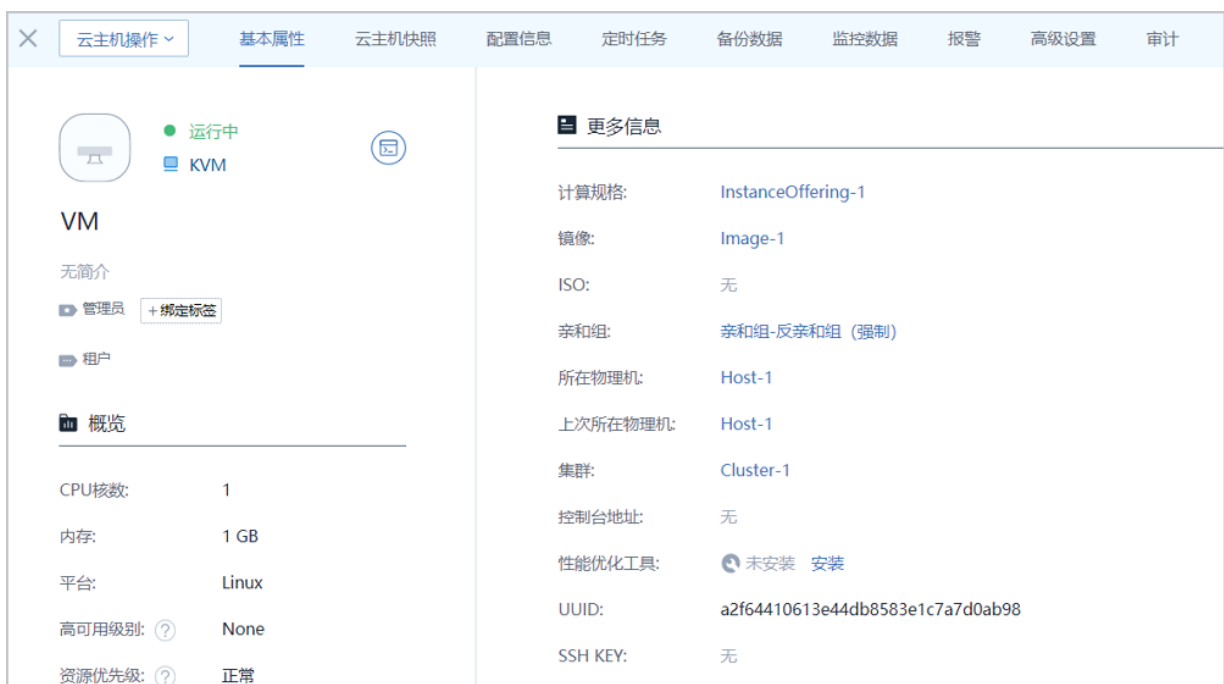 云主机操作 基本属性 云主机快照 配置信息 定时任务 备份数据 监控数据 报警 高级设置 审计
运行中
KVM
VM
无简介
管理员 +绑定标签
租户
概览
CPU核数: 1
内存: 1 GB
平台: Linux
高可用级别: ? None
资源优先级: ? 正常
更多信息
计算规格: InstanceOffering-1
镜像: Image-1
ISO: 无
亲和组: 亲和组-反亲和组 (强制)
所在物理机: Host-1
上次所在物理机: Host-1
集群: Cluster-1
控制台地址: 无
性能优化工具: 未安装 安装
UUID: a2f64410613e44db8583e1c7a7d0ab98
SSH KEY: 无